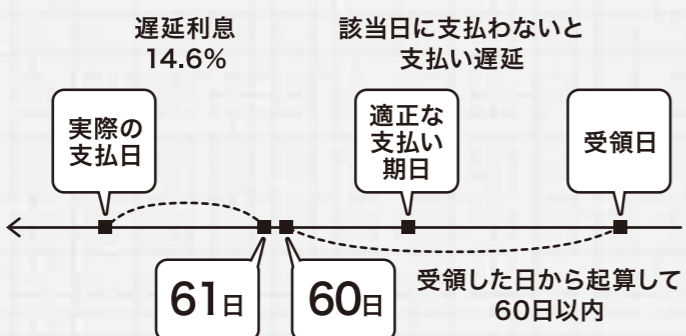 遅延利息
14.6%
該当日に支払わないと
支払い遅延
実際の
支払日
適正な
支払い
期日
受領日
61日
60日
受領した日から起算して
60日以内